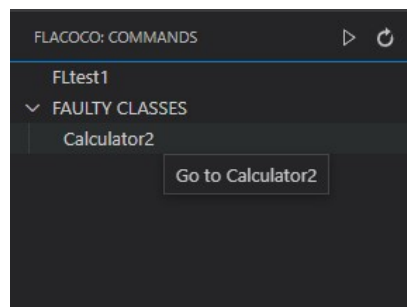 FLACOCO: COMMANDS
FLtest1
FAULTY CLASSES
Calculator2
Go to Calculator2